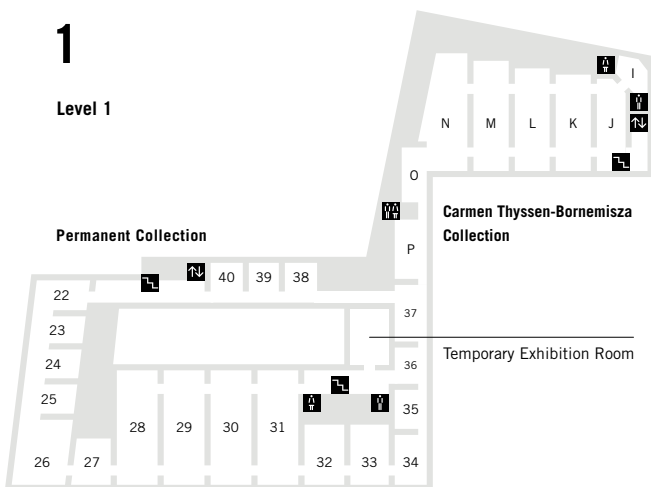 1
Level 1
I
N M L K J
O
Carmen Thyssen-Bornemisza
Collection
Permanent Collection
P
40 39 38
22
37
23
Temporary Exhibition Room
24
36
25
35
28 29 30 31
26 27 32 33 34